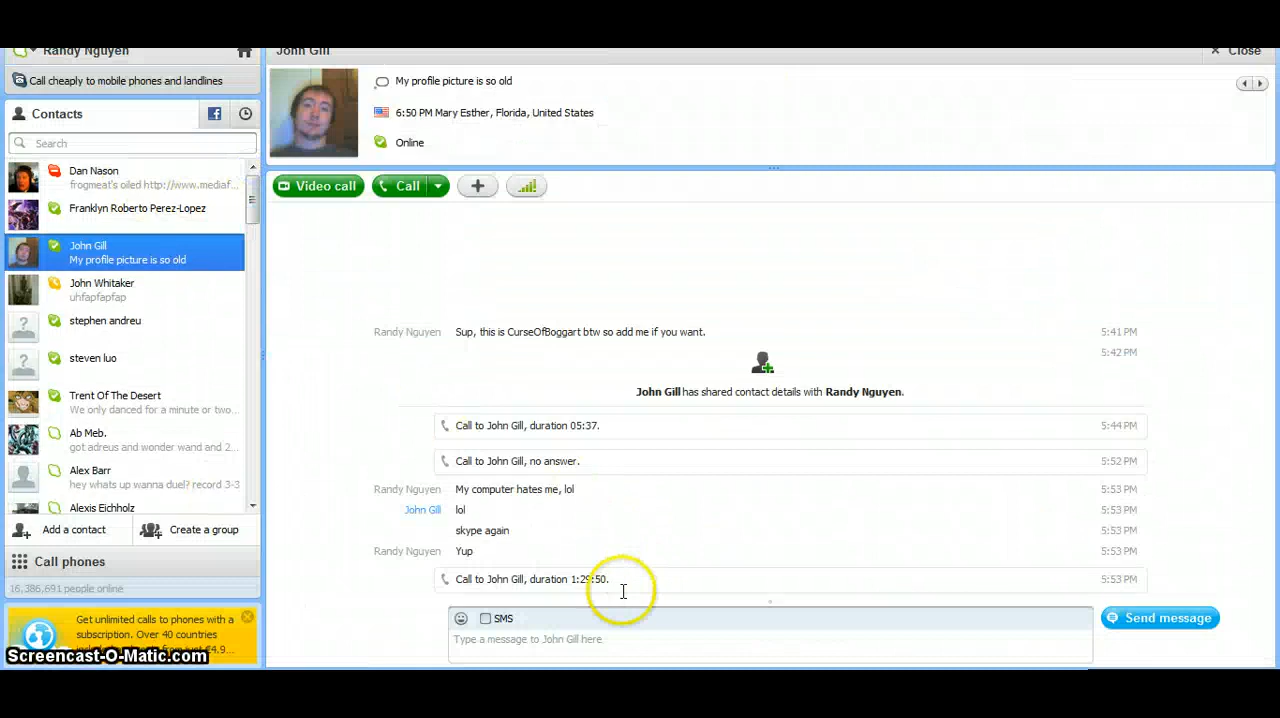 Randy Nguyen
John Gill
Close
Call cheaply to mobile phones and landlines
My profile picture is so old
Contacts
6:50 PM Mary Esther, Florida, United States
Search
Online
Dan Nason
frogmeat's oiled http://www.mediaf...
Video call
Call
Franklyn Roberto Perez-Lopez
John Gill
My profile picture is so old
John Whitaker
uhfapfapfap
stephen andreu
steven luo
Trent Of The Desert
We only danced for a minute or two...
Ab Meb.
got adreus and wonder wand and 2...
Alex Barr
hey whats up wanna duel? record 3-3
Alexis Eichholz
Add a contact
Create a group
Call phones
16,386,691 people online
Get unlimited calls to phones with a
subscription. Over 40 countries
Screencast-O-Matic.com
Randy Nguyen Sup, this is CurseOfBoggart btw so add me if you want. 5:41 PM
5:42 PM
John Gill has shared contact details with Randy Nguyen.
Call to John Gill, duration 05:37. 5:44 PM
Call to John Gill, no answer. 5:52 PM
Randy Nguyen My computer hates me, lol 5:53 PM
John Gill lol 5:53 PM
skype again 5:53 PM
Randy Nguyen Yup 5:53 PM
Call to John Gill, duration 1:29:50. 5:53 PM
SMS
Type a message to John Gill here
Send message